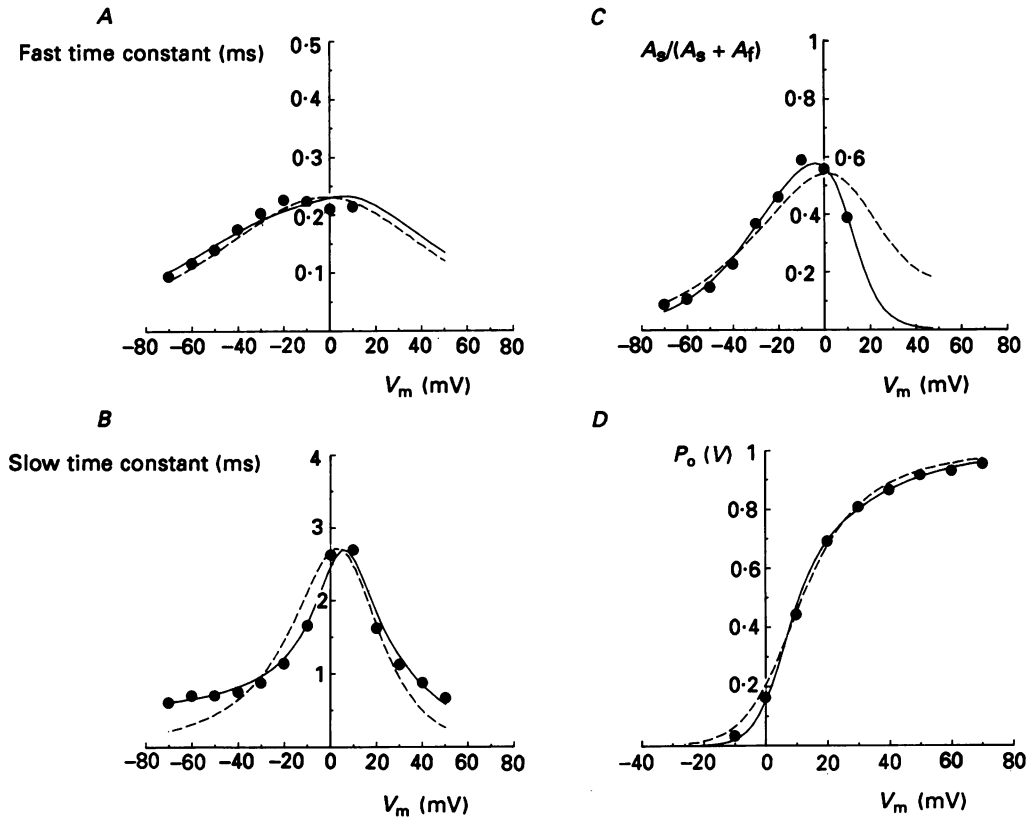 A
Fast time constant (ms)
0·5
0·4
0·3
0·2
0·1
−80 −60 −40 −20 0 20 40 60 80
Vm (mV)
C
As/(As + Af)
1
0·8
0·6
0·4
0·2
−80 −60 −40 −20 0 20 40 60 80
Vm (mV)
B
Slow time constant (ms)
4
3
2
1
−80 −60 −40 −20 0 20 40 60 80
Vm (mV)
D
Po (V)
1
0·8
0·6
0·4
0·2
−40 −20 0 20 40 60 80
Vm (mV)